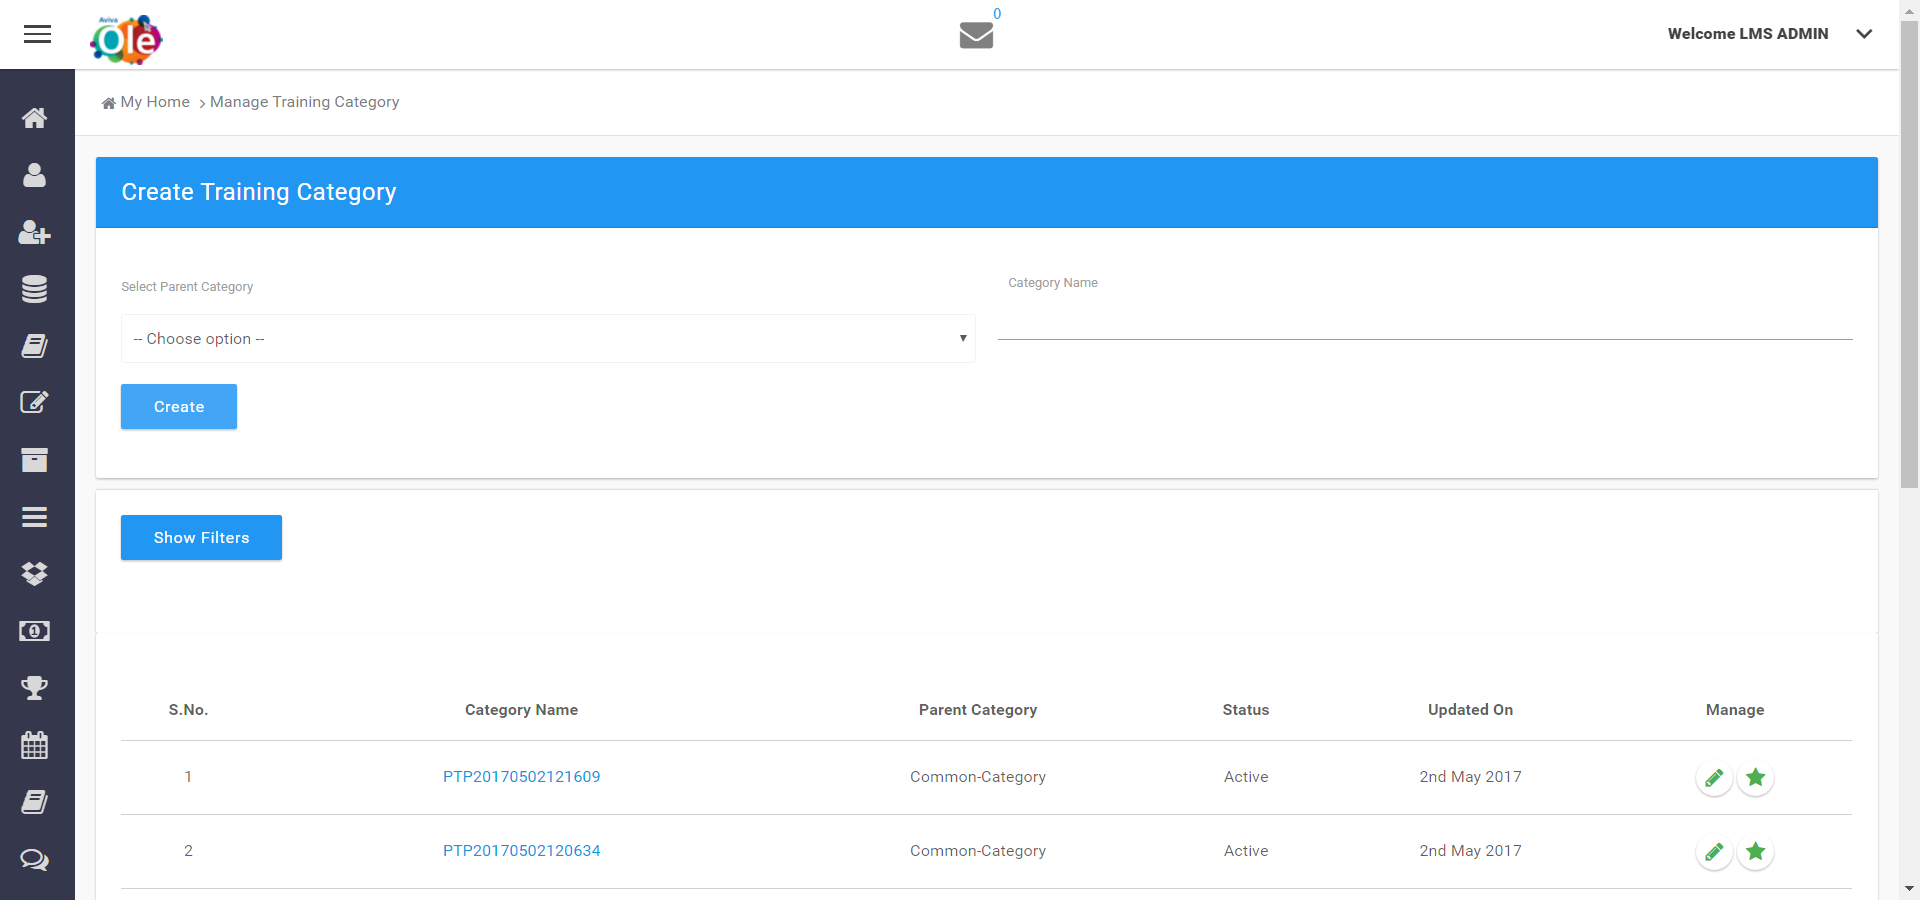 Aviva
Ole
0
Welcome LMS ADMIN
My Home > Manage Training Category
Create Training Category
Select Parent Category
Category Name
-- Choose option --
Create
Show Filters
S.No. Category Name Parent Category Status Updated On Manage
1 PTP20170502121609 Common-Category Active 2nd May 2017
2 PTP20170502120634 Common-Category Active 2nd May 2017